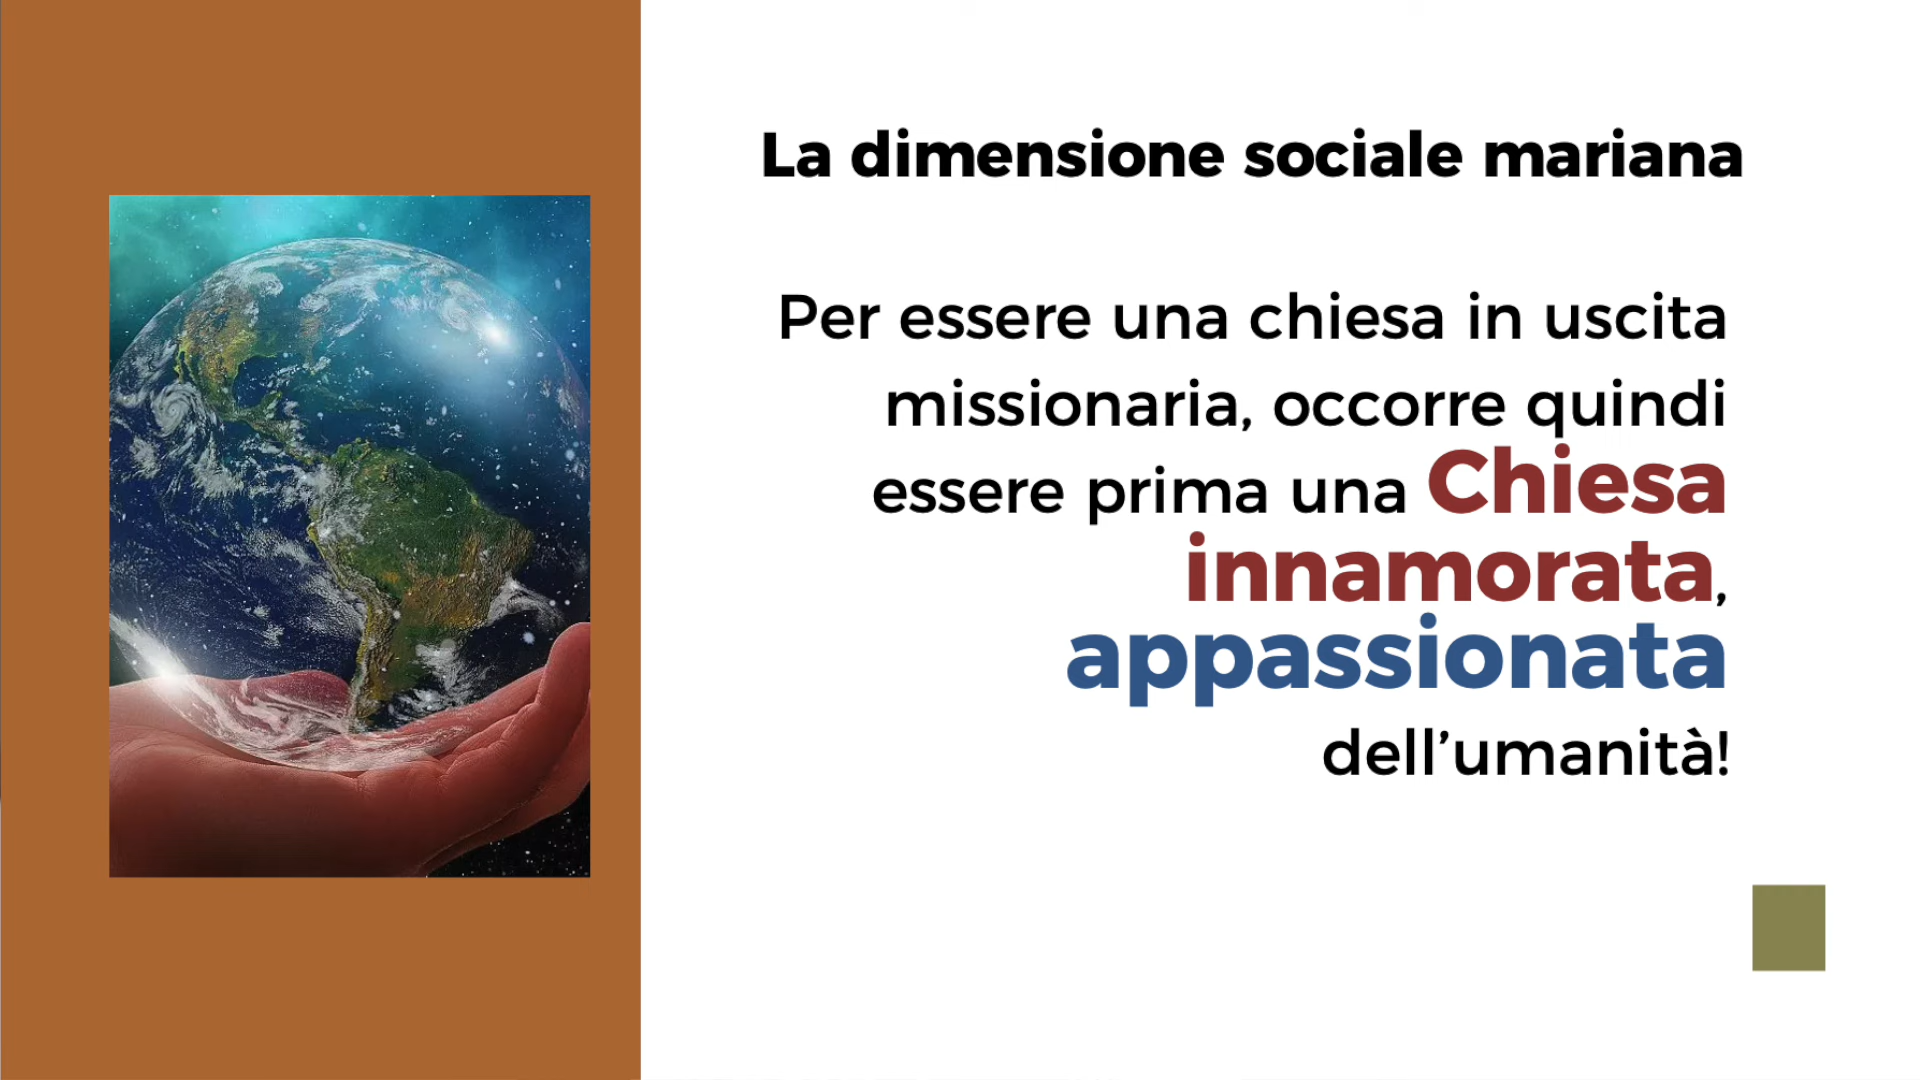 La dimensione sociale mariana
Per essere una chiesa in uscita
missionaria, occorre quindi
essere prima una Chiesa
innamorata,
appassionata
dell’umanità!